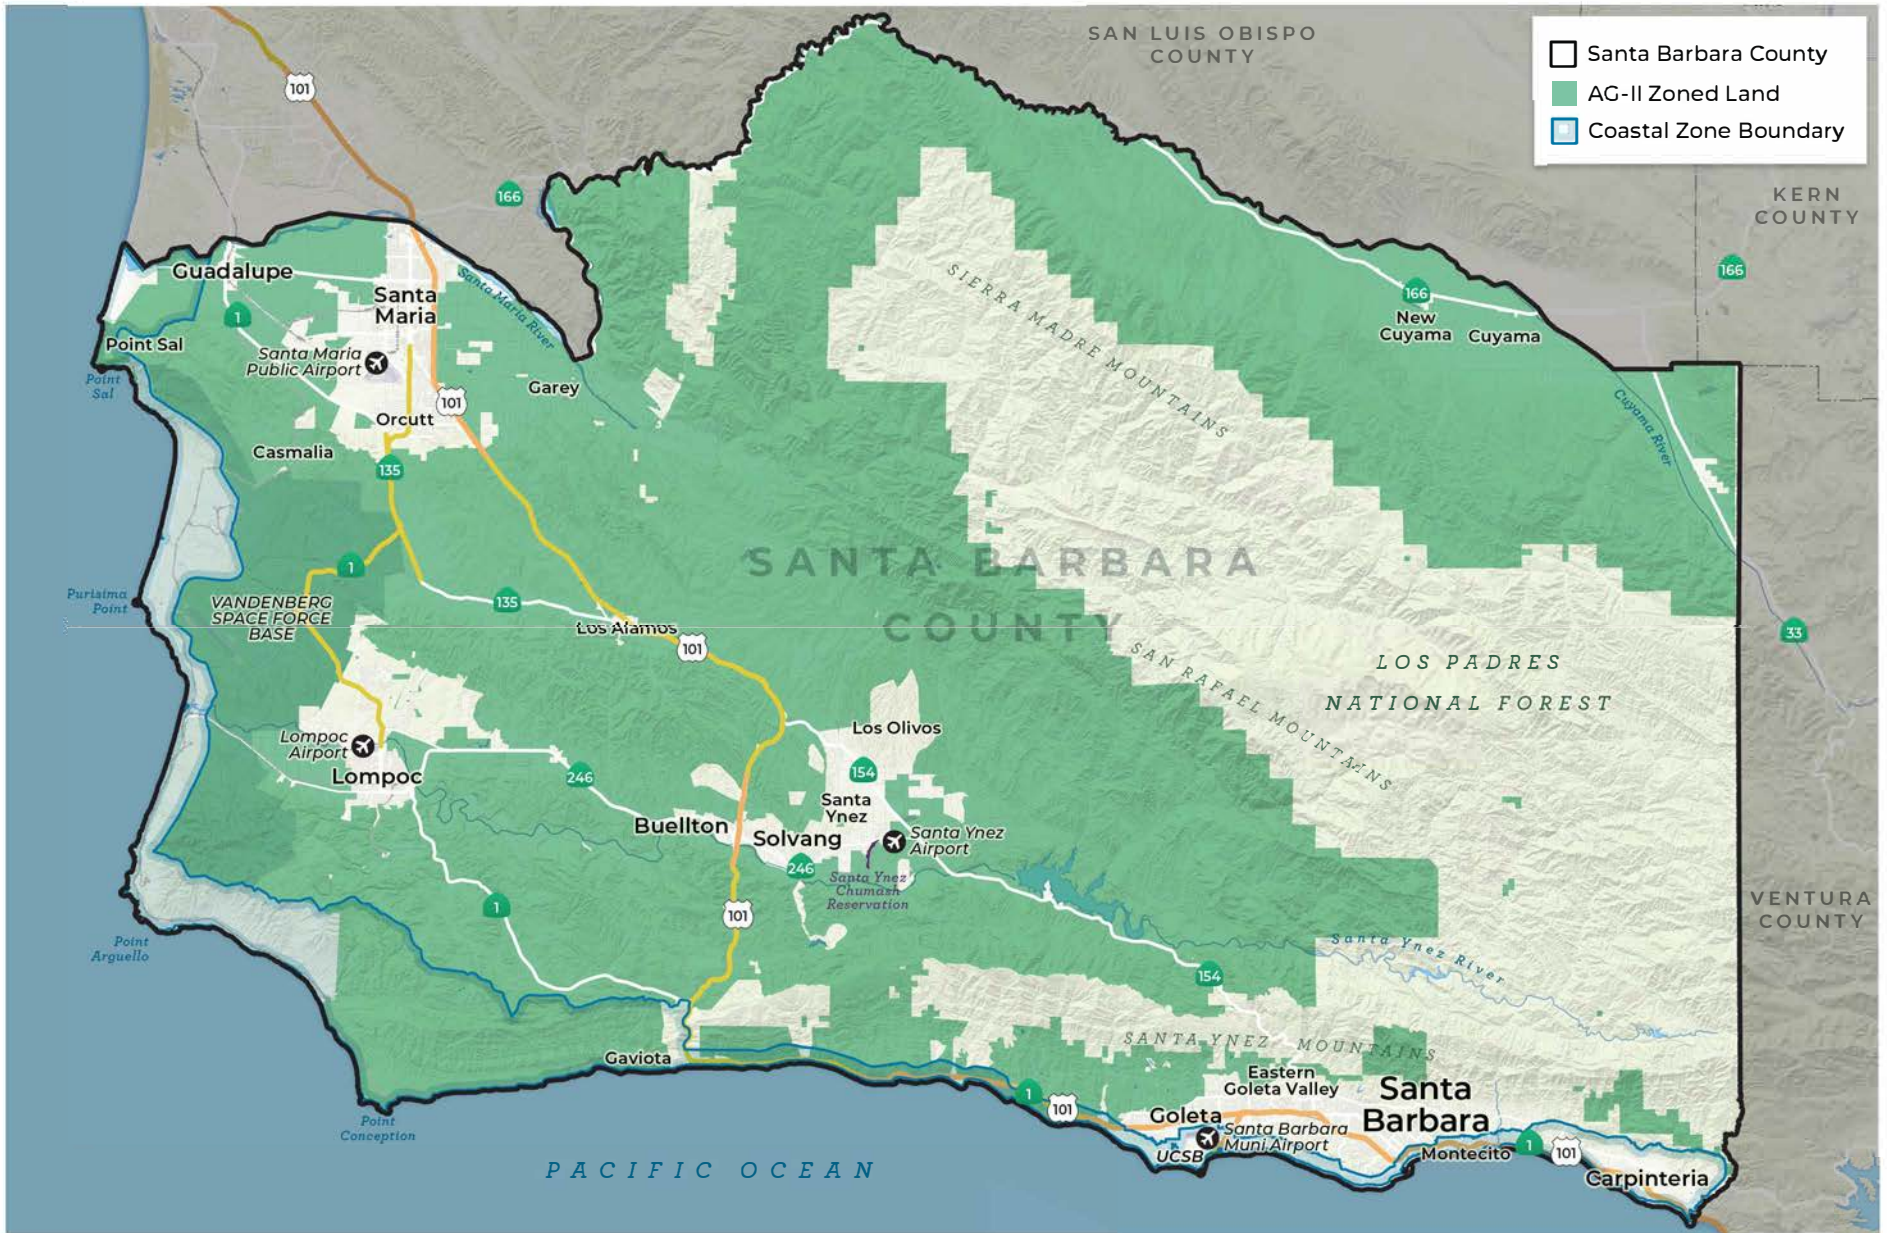 SAN LUIS OBISPO
COUNTY
Santa Barbara County
AG-II Zoned Land
Coastal Zone Boundary
101
166
KERN
COUNTY
166
Guadalupe
Santa Maria River
Santa
Maria
1
166
New
Cuyama
Cuyama
SIERRA MADRE MOUNTAINS
Point Sal
Santa Maria
Public Airport
Point
Sal
Garey
101
Orcutt
Cuyama River
Casmalia
135
SANTA BARBARA
COUNTY
1
Purisima
Point
VANDENBERG
SPACE FORCE
BASE
135
Los Alamos
101
33
SAN RAFAEL MOUNTAINS
LOS PADRES
NATIONAL FOREST
Los Olivos
Lompoc
Airport
Lompoc
246
154
Santa
Ynez
Buellton
Solvang
Santa Ynez
Airport
246
Santa Ynez
Chumash
Reservation
1
101
VENTURA
COUNTY
Point
Arguello
Santa Ynez River
154
SANTA YNEZ MOUNTAINS
Gaviota
Eastern
Goleta Valley
Santa
Barbara
1
101
Goleta
Point
Conception
Santa Barbara
Muni Airport
UCSB
Montecito
1
101
Carpinteria
PACIFIC OCEAN